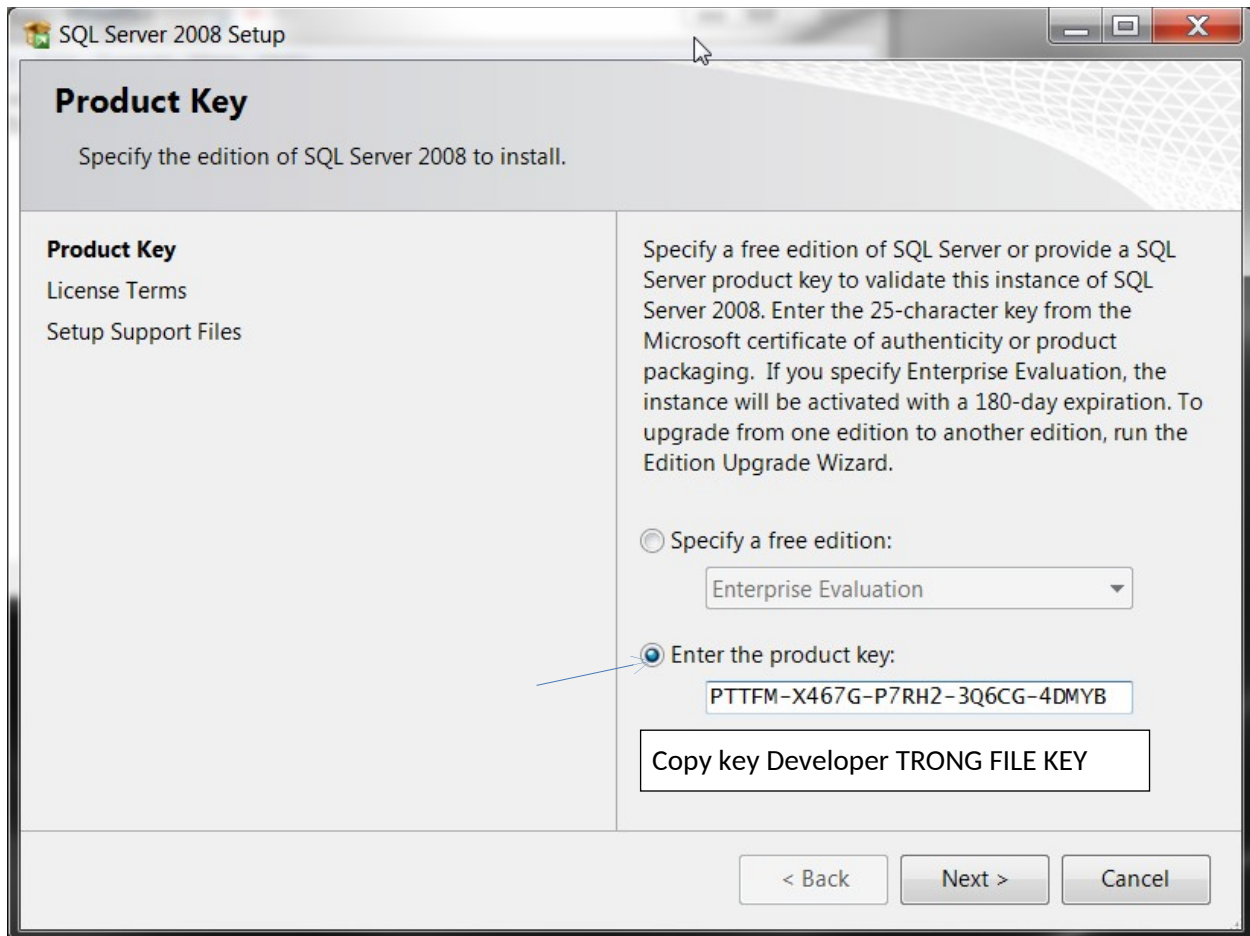 SQL Server 2008 Setup
Product Key
Specify the edition of SQL Server 2008 to install.
Product Key
License Terms
Setup Support Files
Specify a free edition of SQL Server or provide a SQL
Server product key to validate this instance of SQL
Server 2008. Enter the 25-character key from the
Microsoft certificate of authenticity or product
packaging.  If you specify Enterprise Evaluation, the
instance will be activated with a 180-day expiration. To
upgrade from one edition to another edition, run the
Edition Upgrade Wizard.
Specify a free edition:
Enterprise Evaluation
Enter the product key:
PTTFM-X467G-P7RH2-3Q6CG-4DMYB
Copy key Developer TRONG FILE KEY
< Back
Next >
Cancel